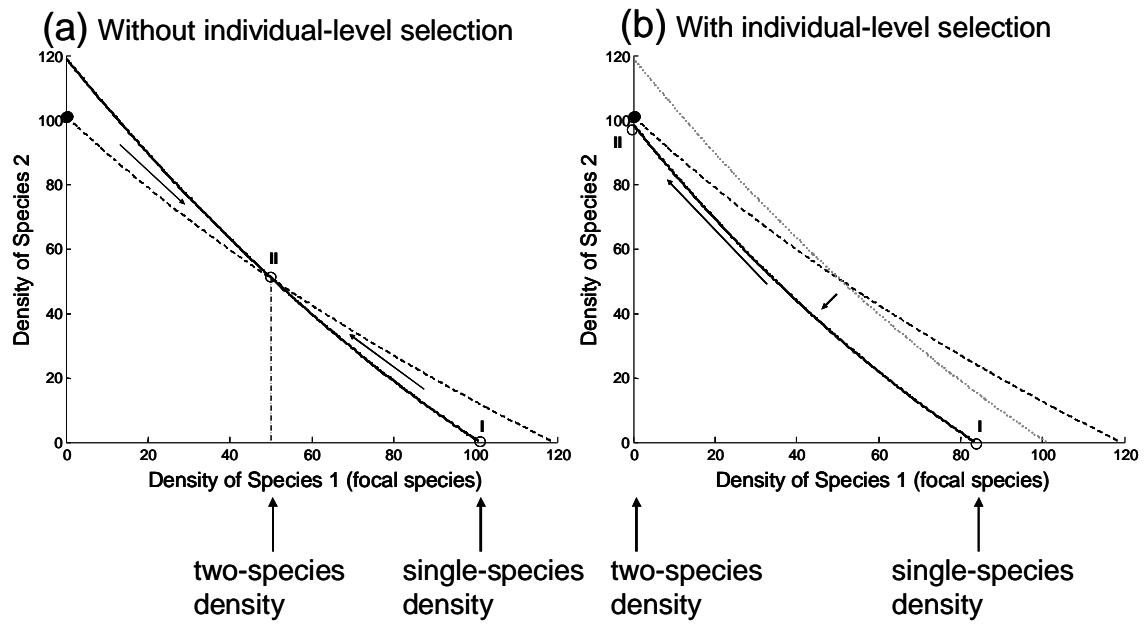 (a) Without individual-level selection
120
100
80
60
40
20
0
Density of Species 2
II
I
0 20 40 60 80 100 120
Density of Species 1 (focal species)
two-species
density
single-species
density
(b) With individual-level selection
120
100
80
60
40
20
0
Density of Species 2
II
I
0 20 40 60 80 100 120
Density of Species 1 (focal species)
two-species
density
single-species
density